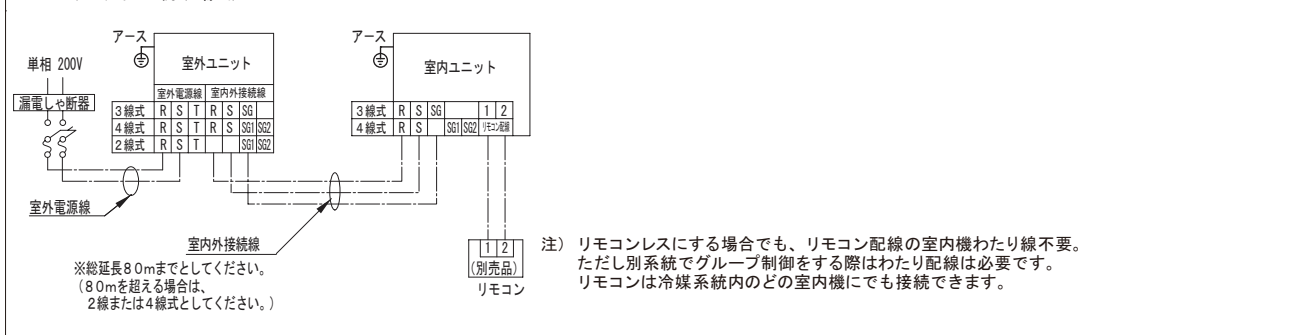 アース
単相 200V
漏電しゃ断器
室外ユニット
室外電源線 室内外接続線
3線式 R S T R S SG
4線式 R S T R S SG1 SG2
2線式 R S T SG1 SG2
室外電源線
アース
室内ユニット
3線式 R S SG 1 2
4線式 R S SG1 SG2 リモコン配線
室内外接続線
※総延長80mまでとしてください。
(80mを超える場合は、
2線または4線式としてください。)
1 2
(別売品)
リモコン
注) リモコンレスにする場合でも、リモコン配線の室内機わたり線不要。
ただし別系統でグループ制御をする際はわたり配線は必要です。
リモコンは冷媒系統内のどの室内機にでも接続できます。